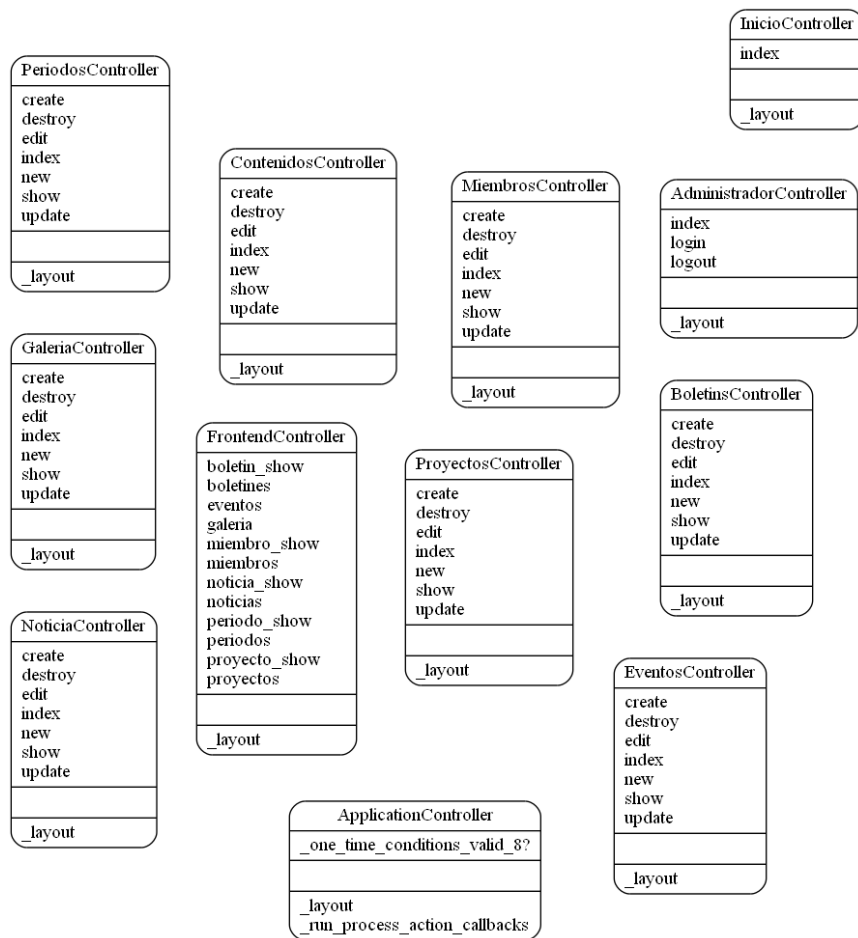 InicioController
index
_layout
PeriodosController
create
destroy
edit
index
new
show
update
_layout
ContenidosController
create
destroy
edit
index
new
show
update
_layout
MiembrosController
create
destroy
edit
index
new
show
update
_layout
AdministradorController
index
login
logout
_layout
GaleriaController
create
destroy
edit
index
new
show
update
_layout
FrontendController
boletin_show
boletines
eventos
galeria
miembro_show
miembros
noticia_show
noticias
periodo_show
periodos
proyecto_show
proyectos
_layout
ProyectosController
create
destroy
edit
index
new
show
update
_layout
BoletinsController
create
destroy
edit
index
new
show
update
_layout
NoticiaController
create
destroy
edit
index
new
show
update
_layout
EventosController
create
destroy
edit
index
new
show
update
_layout
ApplicationController
_one_time_conditions_valid_8?
_layout
_run_process_action_callbacks